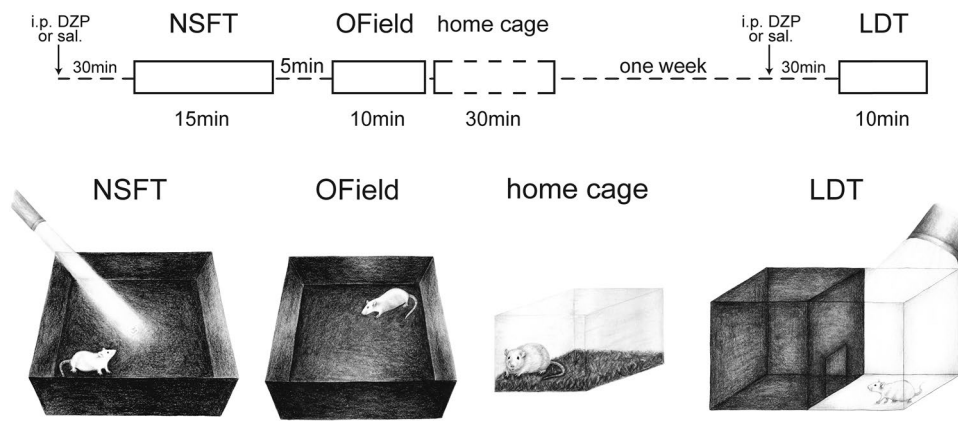 i.p. DZP
or sal.
NSFT
OField
home cage
i.p. DZP
or sal.
LDT
30min
5min
one week
30min
15min
10min
30min
10min
NSFT
OField
home cage
LDT